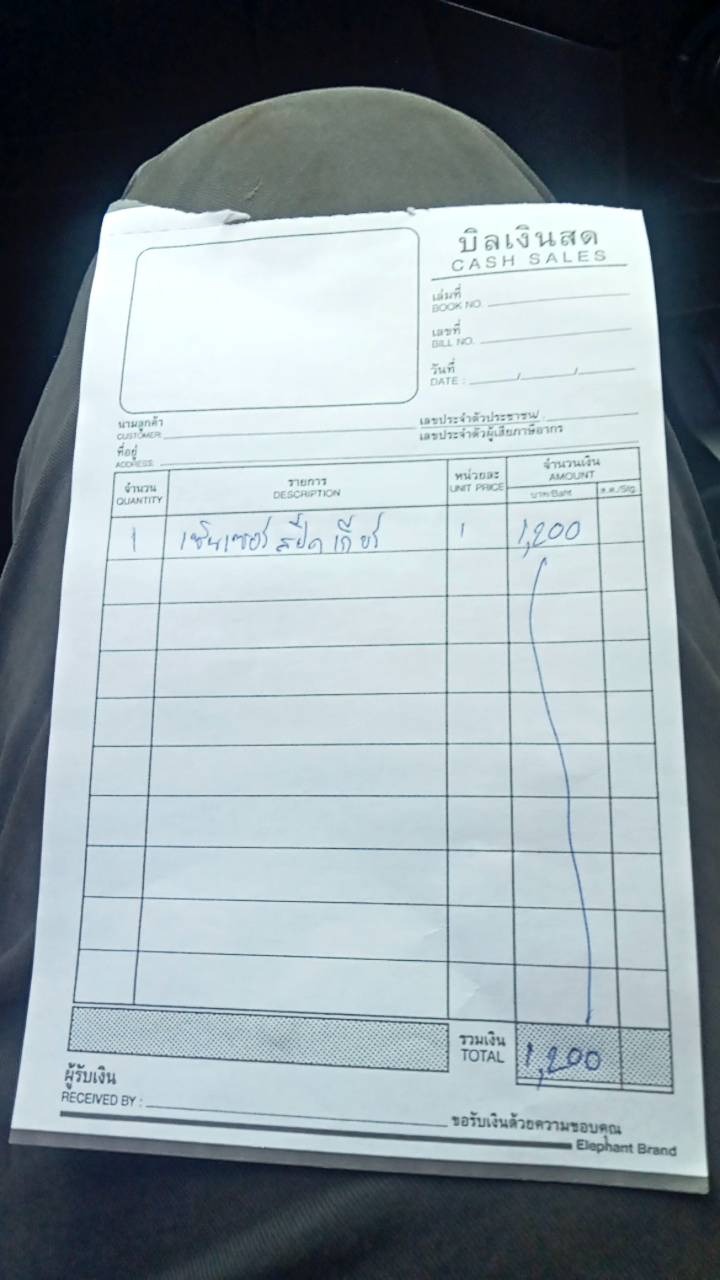 บิลเงินสด
CASH SALES
เล่มที่
BOOK NO.
เลขที่
BILL NO.
วันที่
DATE : / /
นามลูกค้า
CUSTOMER
เลขประจำตัวประชาชน/
เลขประจำตัวผู้เสียภาษีอากร
ที่อยู่
ADDRESS
จำนวน รายการ หน่วยละ จำนวนเงิน
QUANTITY DESCRIPTION UNIT PRICE AMOUNT
บาท/Baht ส.ต./Stg.
1 เซ็นเซอร์ สปีด เกียร์ 1 1,200
รวมเงิน
TOTAL 1,200
ผู้รับเงิน
RECEIVED BY :
ขอรับเงินด้วยความขอบคุณ
Elephant Brand